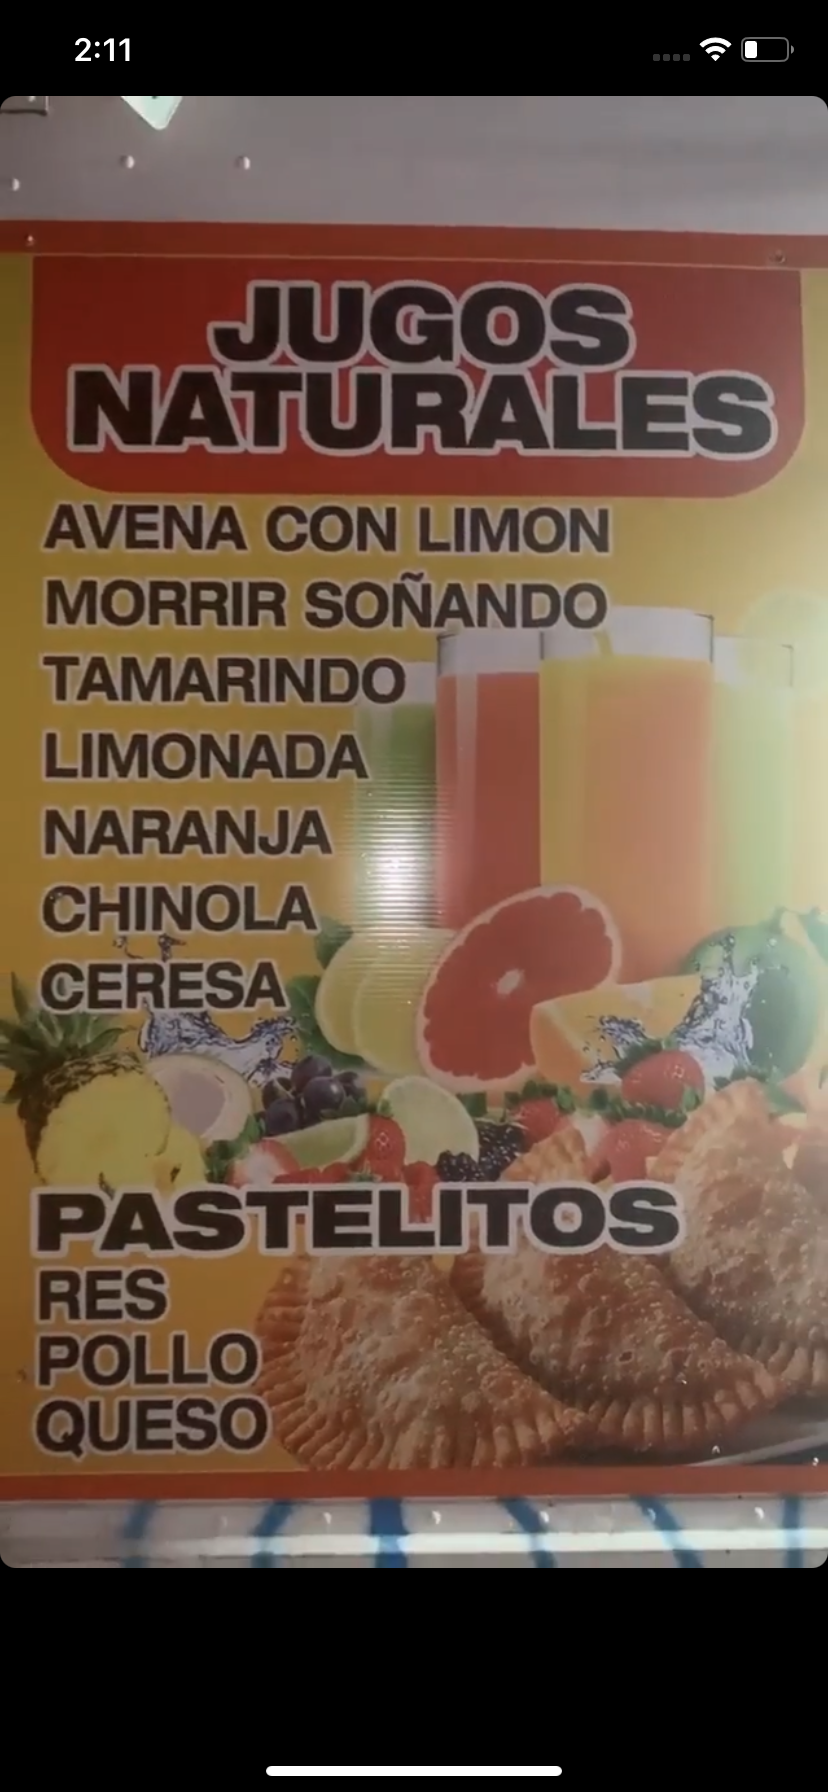 2:11
JUGOS
NATURALES
AVENA CON LIMON
MORRIR SOÑANDO
TAMARINDO
LIMONADA
NARANJA
CHINOLA
CERESA
PASTELITOS
RES
POLLO
QUESO